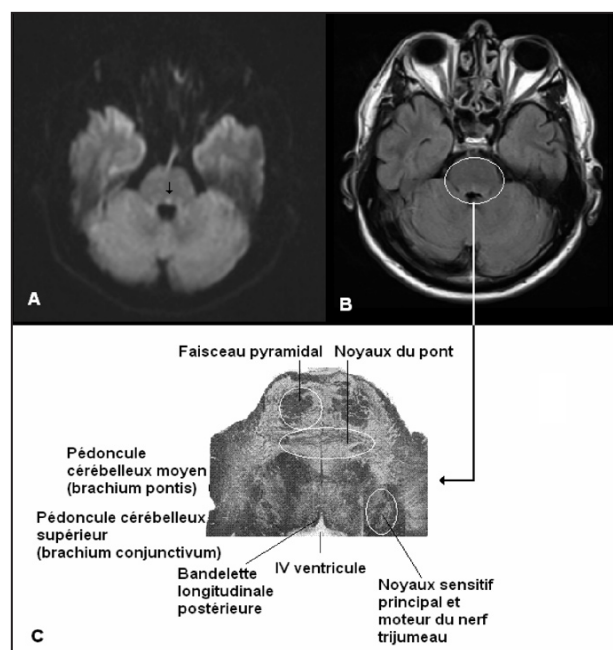 A
B
Faisceau pyramidal
Noyaux du pont
Pédoncule
cérébelleux moyen
(brachium pontis)
Pédoncule cérébelleux
supérieur
(brachium conjunctivum)
Bandelette
longitudinale
postérieure
IV ventricule
Noyaux sensitif
principal et
moteur du nerf
trijumeau
C